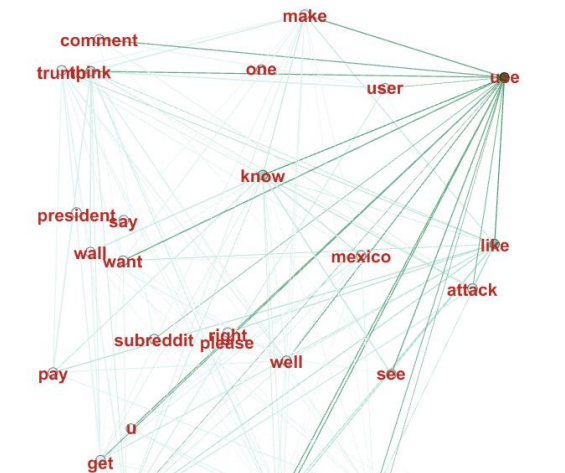 make
comment
trump
think
one
user
use
know
president
say
wall
want
mexico
like
attack
subreddit
right
please
well
see
pay
u
get